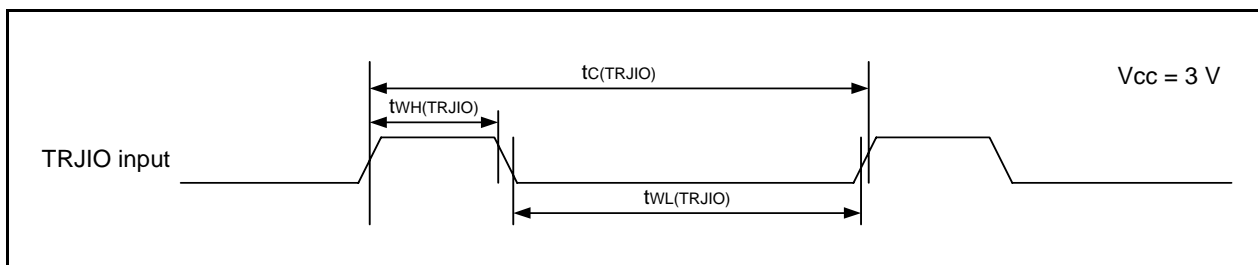 tC(TRJIO)
Vcc = 3 V
tWH(TRJIO)
TRJIO input
tWL(TRJIO)